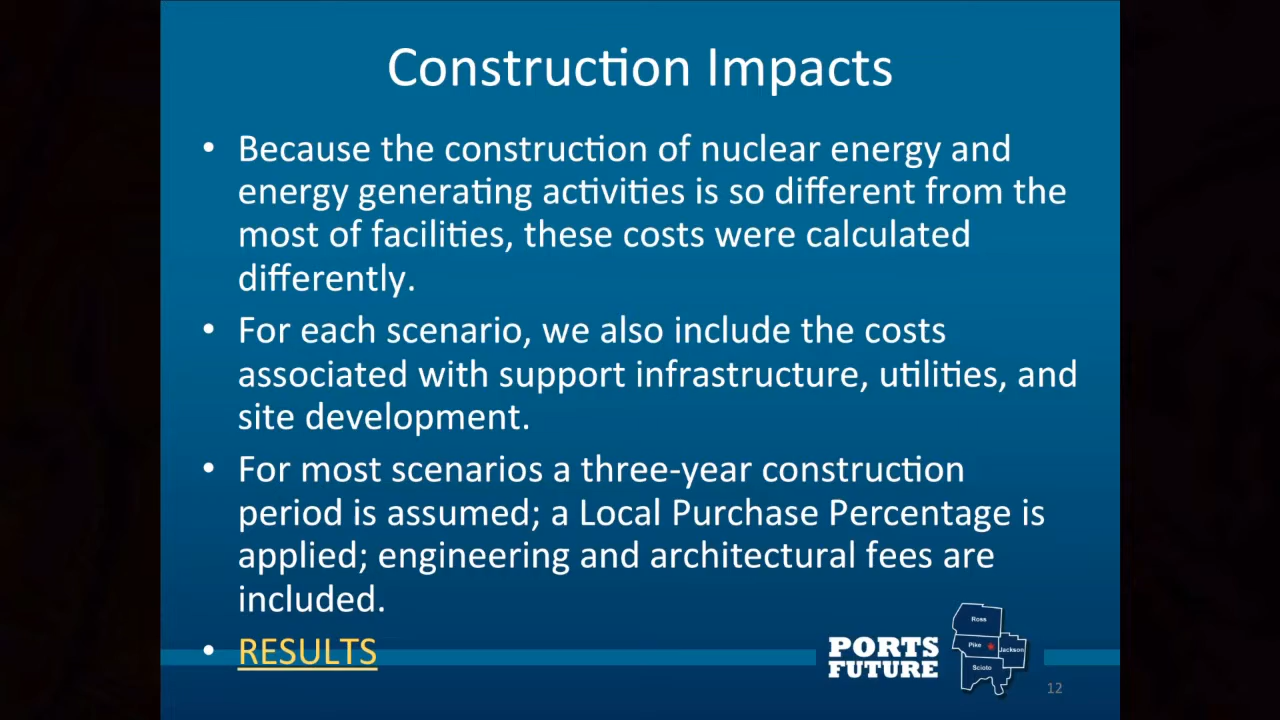 Construction Impacts
• Because the construction of nuclear energy and
energy generating activities is so different from the
most of facilities, these costs were calculated
differently.
• For each scenario, we also include the costs
associated with support infrastructure, utilities, and
site development.
• For most scenarios a three-year construction
period is assumed; a Local Purchase Percentage is
applied; engineering and architectural fees are
included.
• RESULTS
PORTS
FUTURE
Ross
Pike
Jackson
Scioto
12